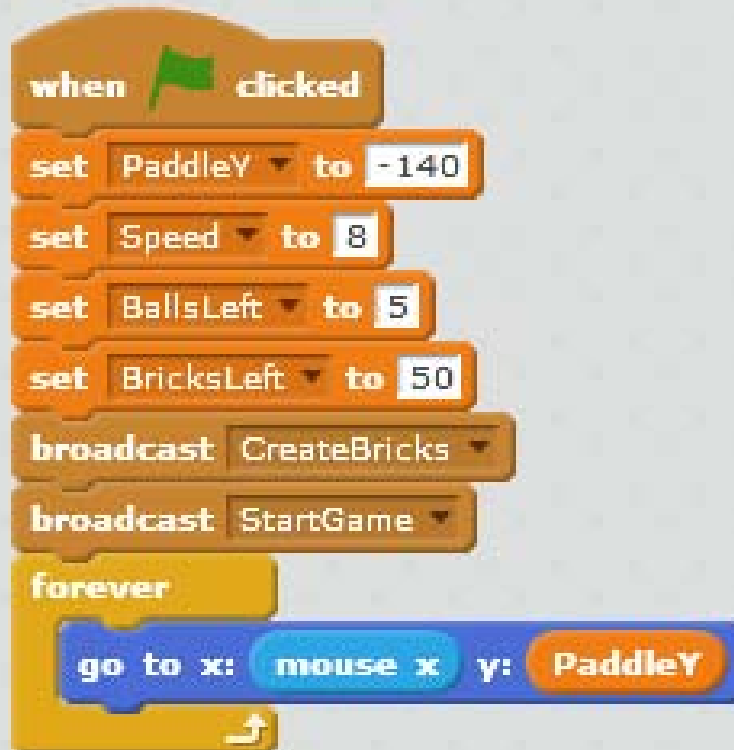 when clicked
set PaddleY to -140
set Speed to 8
set BallsLeft to 5
set BricksLeft to 50
broadcast CreateBricks
broadcast StartGame
forever
go to x: mouse x y: PaddleY